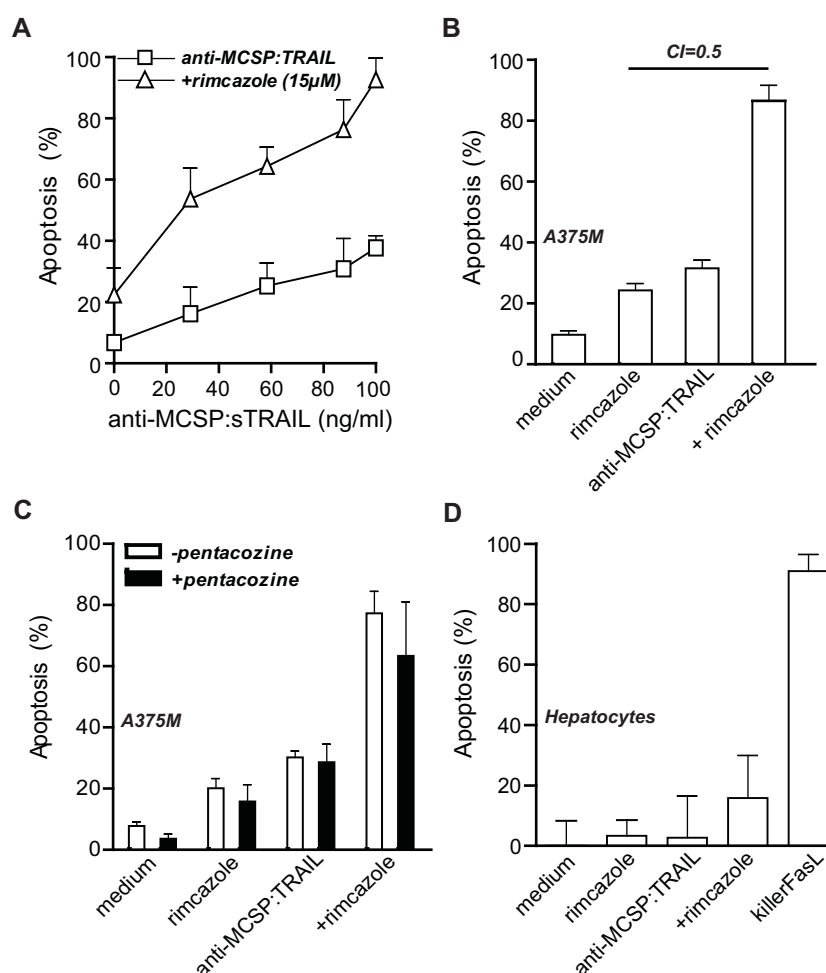 A
anti-MCSP:TRAIL
+rimcazole (15µM)
100
80
60
40
20
0
Apoptosis (%)
0 20 40 60 80 100
anti-MCSP:sTRAIL (ng/ml)
B
CI=0.5
100
80
60
40
20
0
Apoptosis (%)
A375M
medium
rimcazole
anti-MCSP:TRAIL
+ rimcazole
C
-pentacozine
+pentacozine
100
80
60
40
20
0
Apoptosis (%)
A375M
medium
rimcazole
anti-MCSP:TRAIL
+rimcazole
D
100
80
60
40
20
0
Apoptosis (%)
Hepatocytes
medium
rimcazole
anti-MCSP:TRAIL
+rimcazole
killerFasL